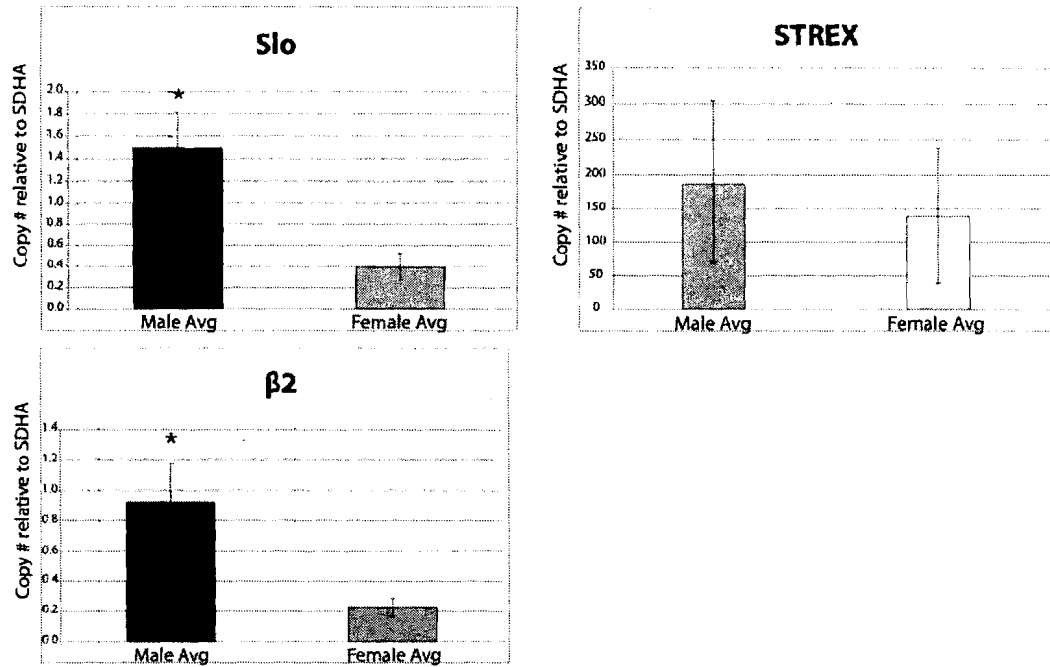 Slo
Copy # relative to SDHA
2.0
1.8
1.6
1.4
1.2
1.0
0.8
0.6
0.4
0.2
0.0
*
Male Avg
Female Avg
STREX
Copy # relative to SDHA
350
300
250
200
150
100
50
0
Male Avg
Female Avg
β2
Copy # relative to SDHA
1.4
1.2
1.0
0.8
0.6
0.4
0.2
0.0
*
Male Avg
Female Avg